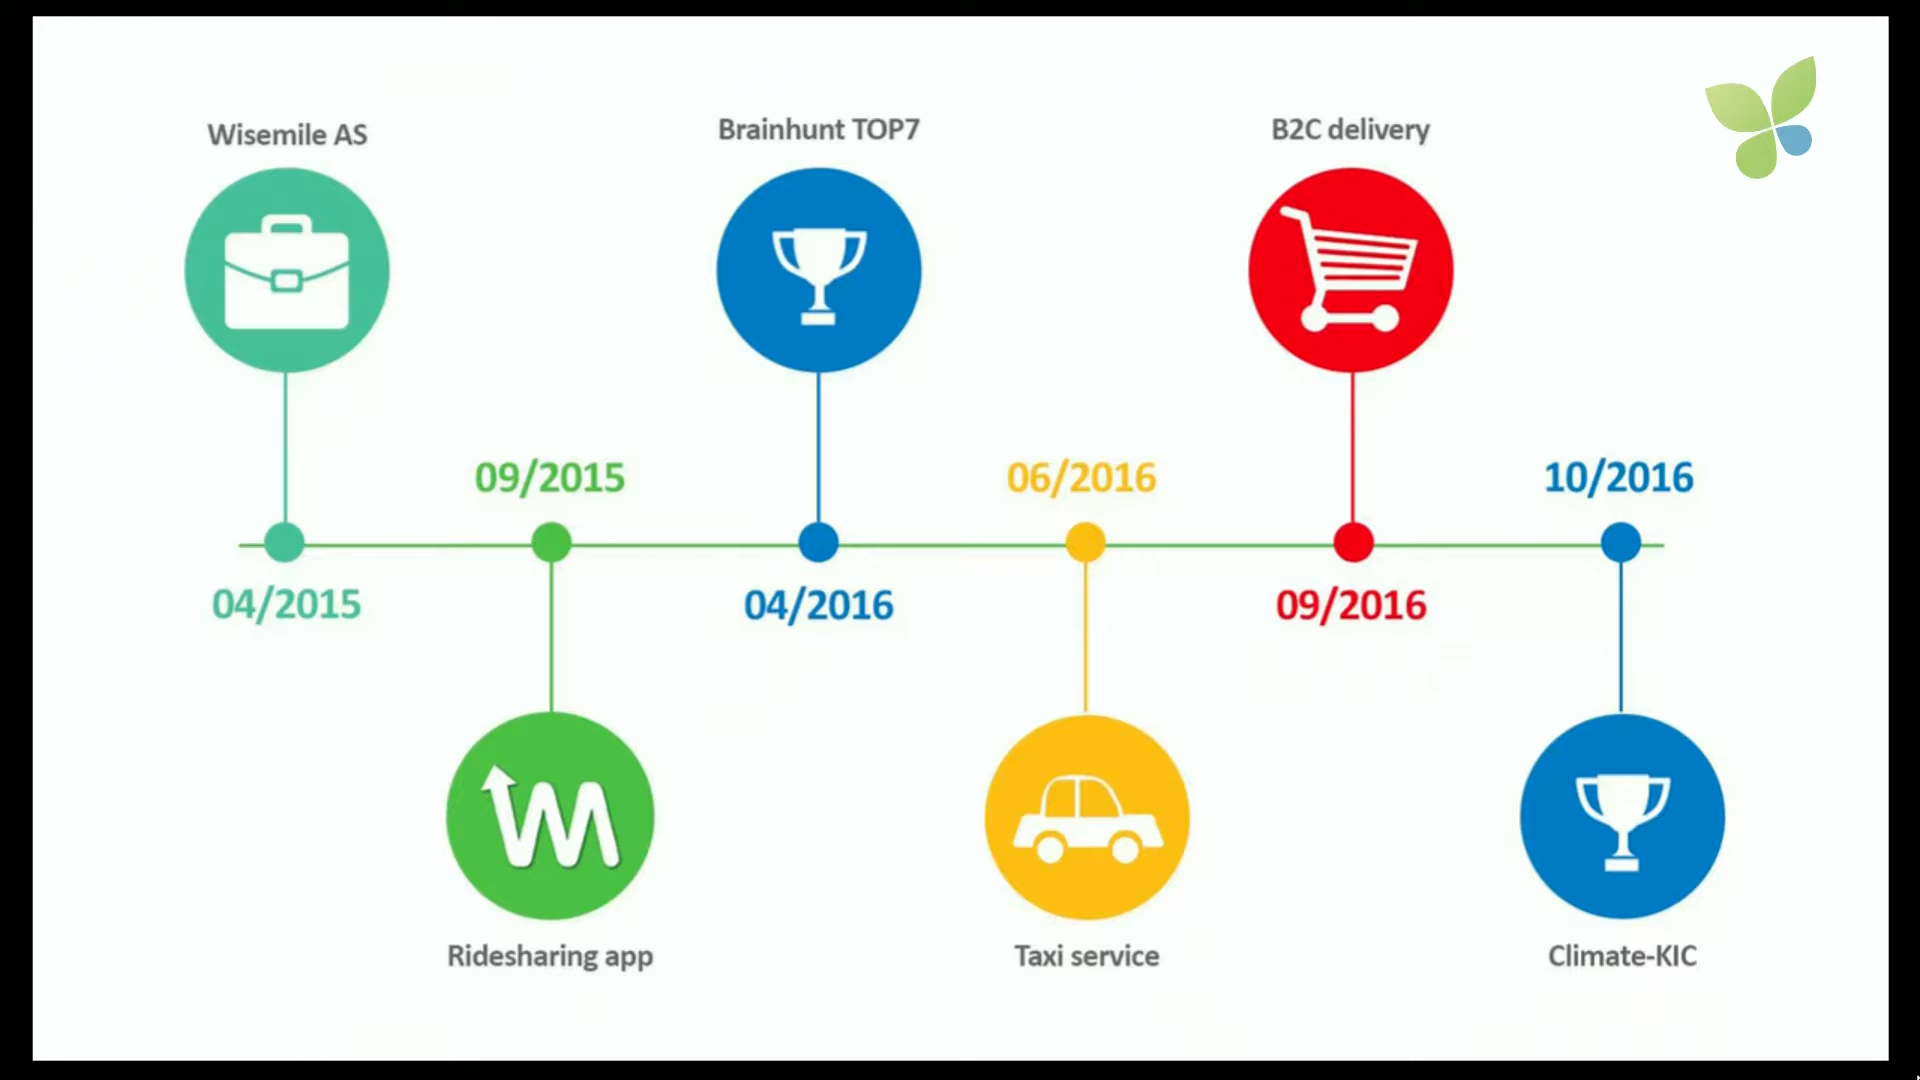 Wisemile AS
Brainhunt TOP7
B2C delivery
09/2015
06/2016
10/2016
04/2015
04/2016
09/2016
Ridesharing app
Taxi service
Climate-KIC